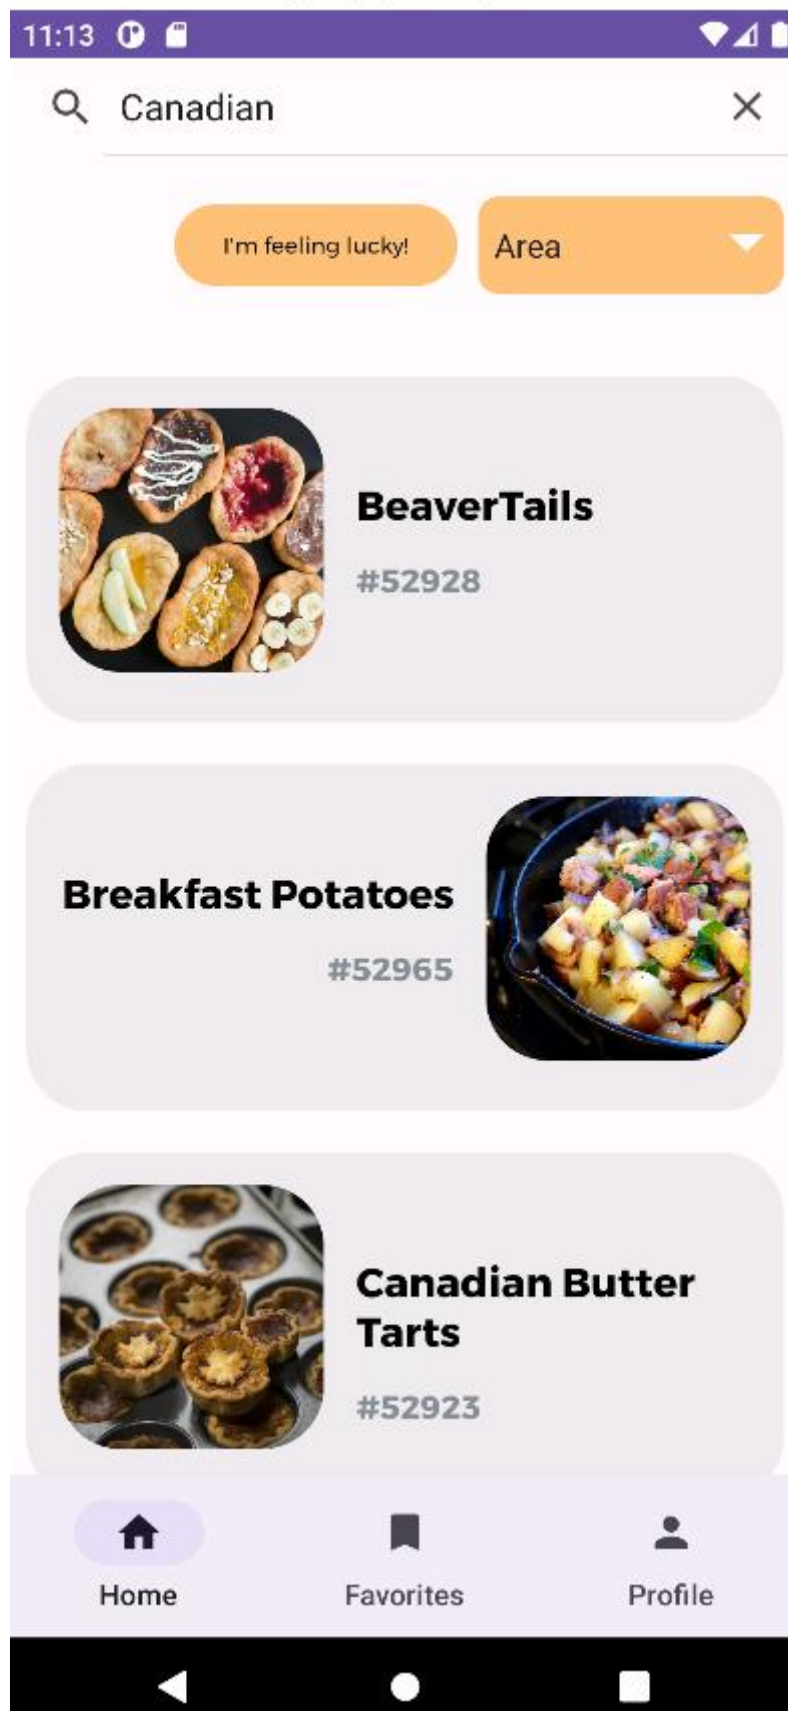 11:13
Canadian
I'm feeling lucky!
Area
BeaverTails
#52928
Breakfast Potatoes
#52965
Canadian Butter
Tarts
#52923
Home
Favorites
Profile